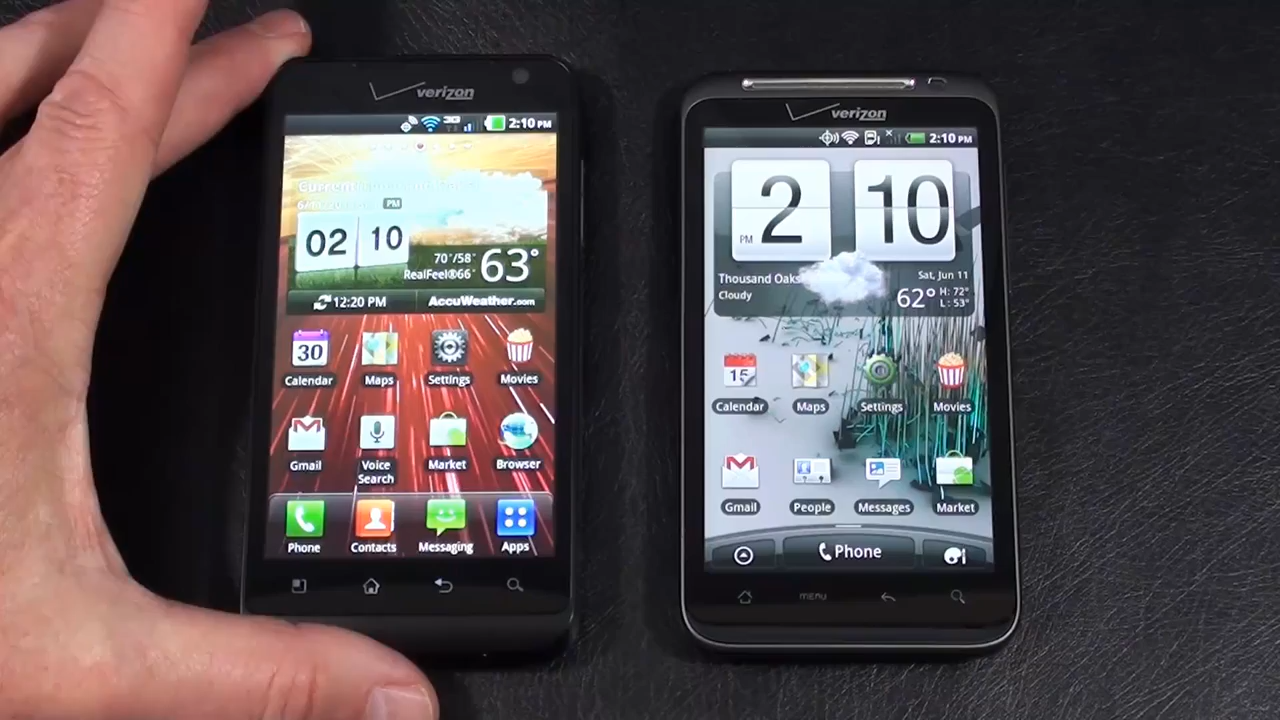 verizon
3G 2:10 PM
PM
02 10
70°/58°
RealFeel®66° 63°
12:20 PM AccuWeather.com
30
Calendar Maps Settings Movies
Gmail Voice Search Market Browser
Phone Contacts Messaging Apps
verizon
2:10 PM
PM 2 10
Thousand Oaks Sat, Jun 11
Cloudy 62° H: 72°
L: 53°
15
Calendar Maps Settings Movies
Gmail People Messages Market
Phone
MENU